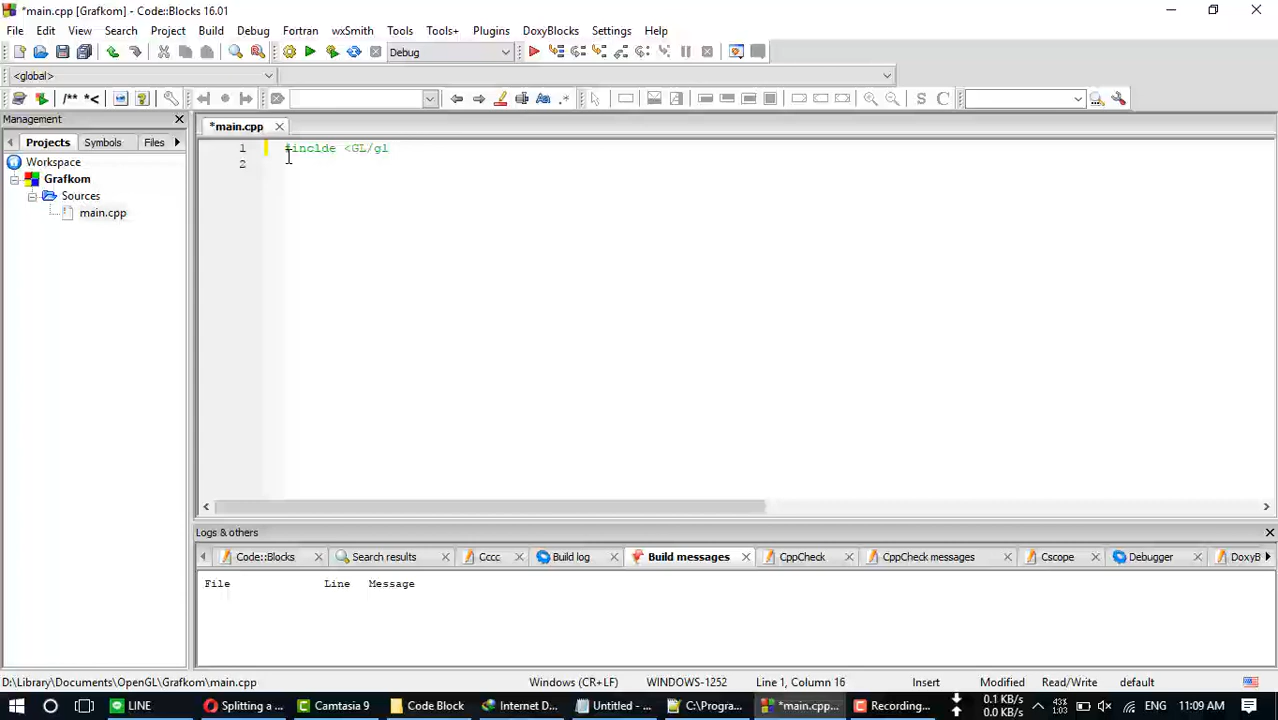 *main.cpp [Grafkom] - Code::Blocks 16.01
File Edit View Search Project Build Debug Fortran wxSmith Tools Tools+ Plugins DoxyBlocks Settings Help
Debug
<global>
/** *<
S C
Management
*main.cpp
Projects Symbols Files
1 #inclde <GL/gl
2
Workspace
Grafkom
Sources
main.cpp
Logs & others
Code::Blocks Search results Cccc Build log Build messages CppCheck CppCheck messages Cscope Debugger DoxyB
File Line Message
D:\Library\Documents\OpenGL\Grafkom\main.cpp Windows (CR+LF) WINDOWS-1252 Line 1, Column 16 Insert Modified Read/Write default
LINE Splitting a ... Camtasia 9 Code Block Internet D... Untitled - ... C:\Progra... *main.cpp... Recording... 0.1 KB/s 0.0 KB/s 43% 1:03 ENG 11:09 AM